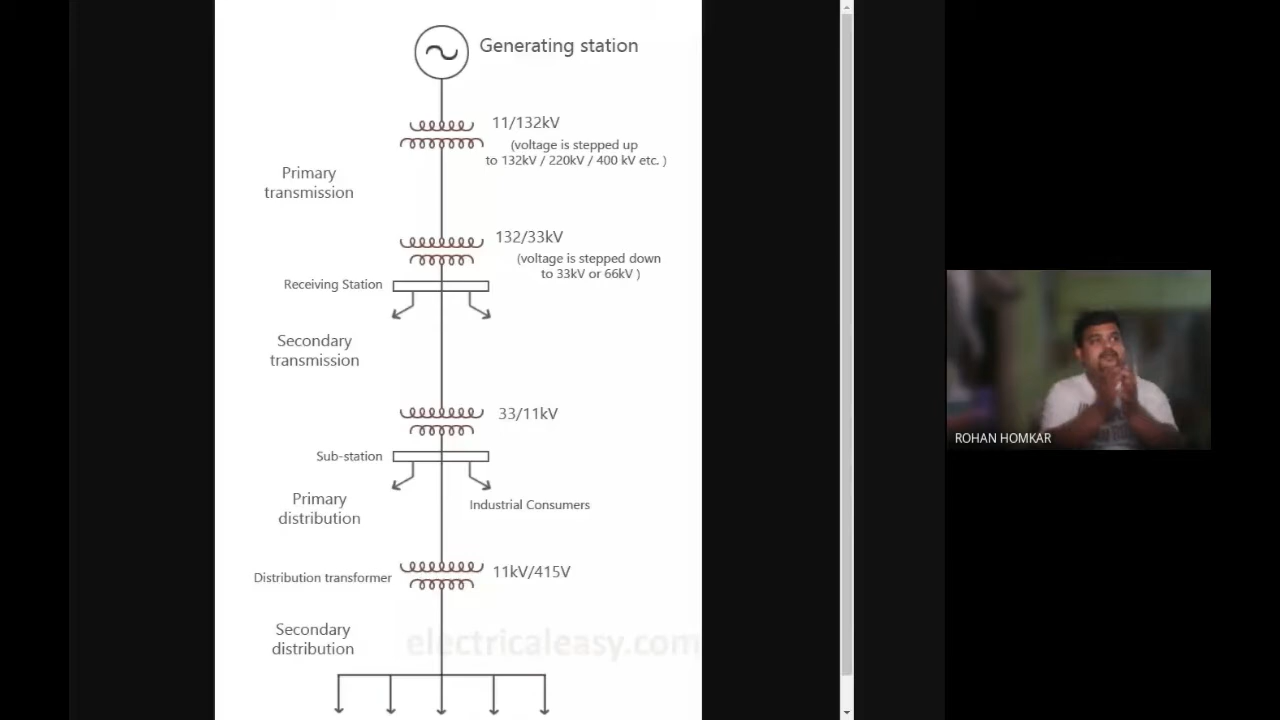 Generating station
11/132kV
(voltage is stepped up
to 132kV / 220kV / 400 kV etc. )
Primary
transmission
132/33kV
(voltage is stepped down
to 33kV or 66kV )
Receiving Station
Secondary
transmission
33/11kV
Sub-station
Primary
distribution
Industrial Consumers
Distribution transformer
11kV/415V
Secondary
distribution
electricaleasy.com
ROHAN HOMKAR